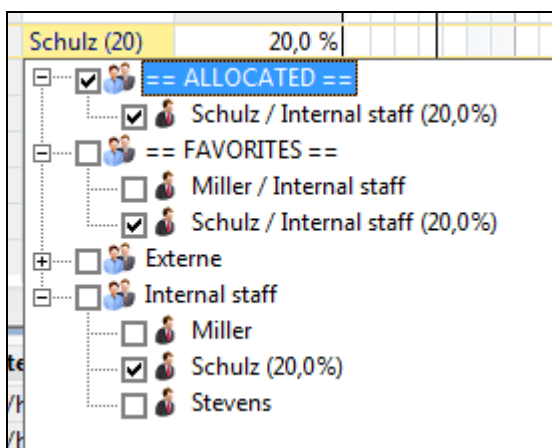 Schulz (20) 20,0 %
== ALLOCATED ==
Schulz / Internal staff (20,0%)
== FAVORITES ==
Miller / Internal staff
Schulz / Internal staff (20,0%)
Externe
Internal staff
Miller
Schulz (20,0%)
Stevens